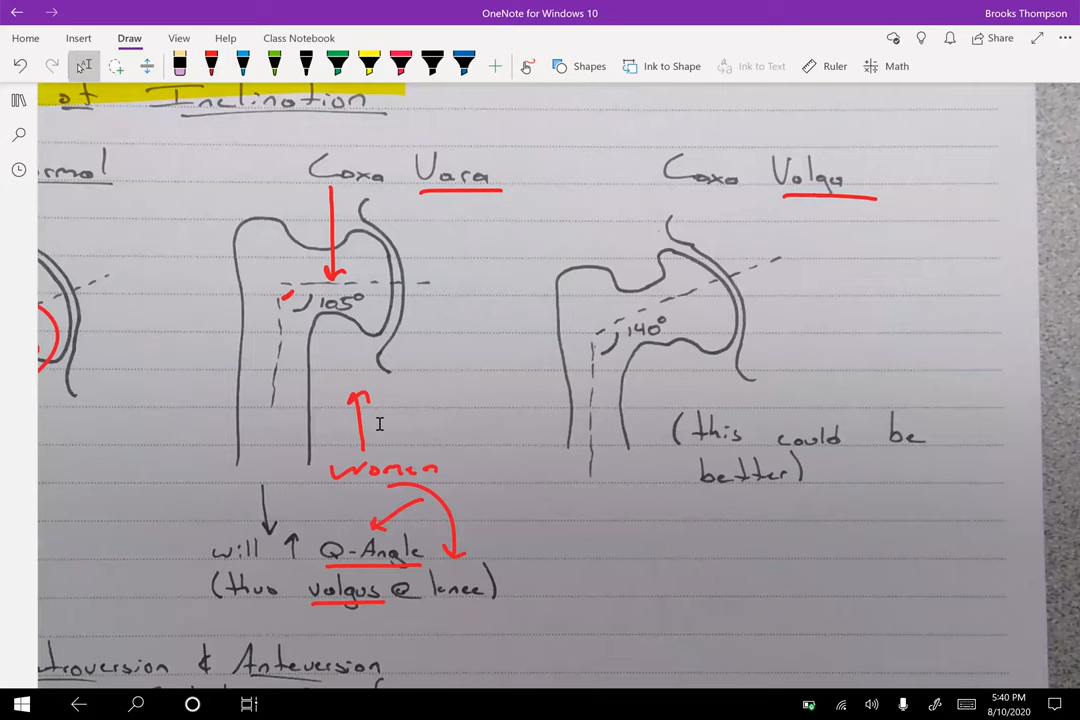 OneNote for Windows 10
Brooks Thompson
Home Insert Draw View Help Class Notebook
Share
Shapes Ink to Shape Ink to Text Ruler Math
of Inclination
rmal
Coxa Vara
Coxa Valga
105°
140°
Women
(this could be
better)
will ↑ Q-Angle
(thus valgus @ knee)
etroversion & Anteversion
5:40 PM
8/10/2020